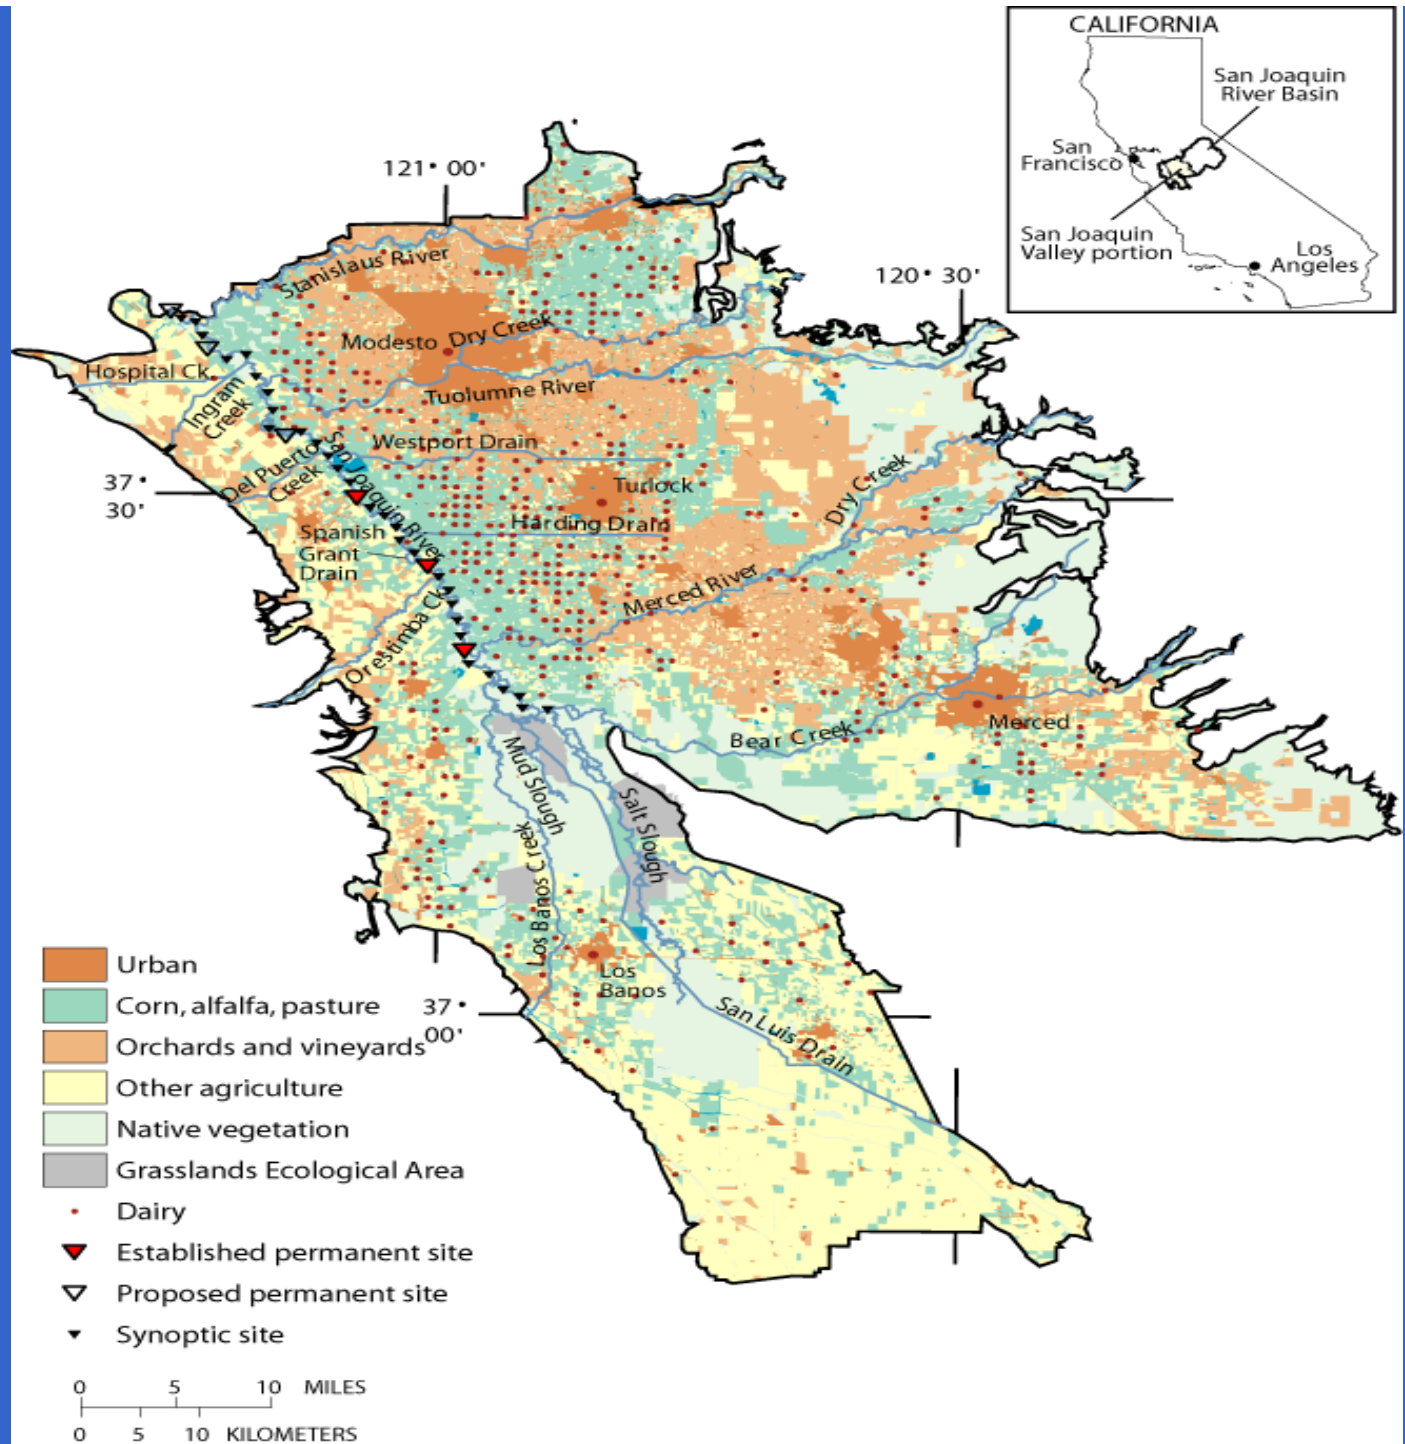 CALIFORNIA
San Joaquin
River Basin
San
Francisco
San Joaquin
Valley portion
Los
Angeles
121° 00'
120° 30'
Stanislaus River
Modesto
Dry Creek
Hospital Ck.
Ingram
Creek
Tuolumne River
Westport Drain
San Joaquin River
Del Puerto
Creek
37°
30'
Turlock
Dry Creek
Harding Drain
Spanish
Grant
Drain
Merced River
Orestimba Ck.
Merced
Bear Creek
Mud Slough
Salt Slough
Los Banos Creek
Los
Banos
San Luis Drain
37°
00'
Urban
Corn, alfalfa, pasture
Orchards and vineyards
Other agriculture
Native vegetation
Grasslands Ecological Area
Dairy
Established permanent site
Proposed permanent site
Synoptic site
0 5 10 MILES
0 5 10 KILOMETERS